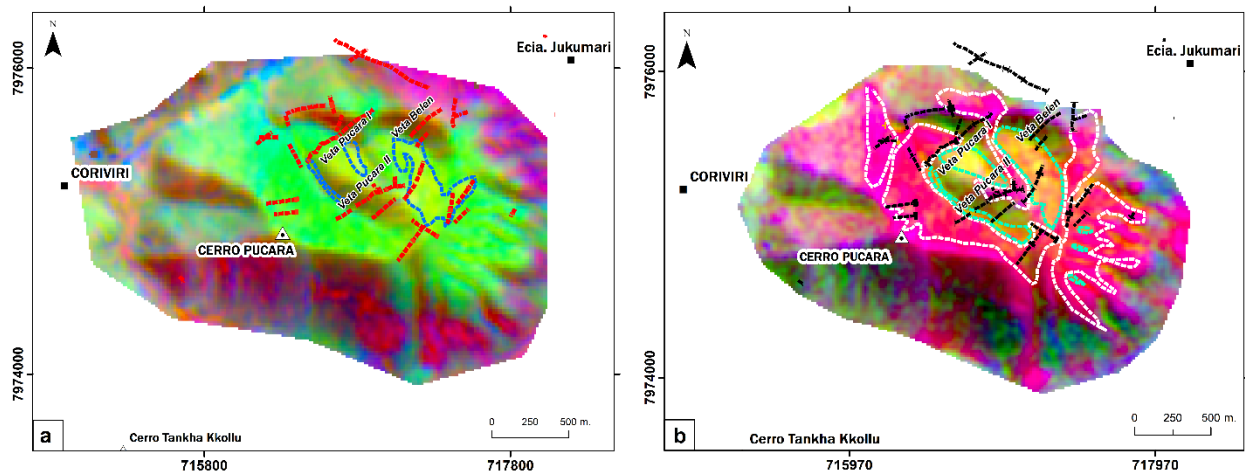 N
Ecia. Jukumari
7976000
Veta Pucara I
Veta Belen
Veta Pucara II
CORIVIRI
CERRO PUCARA
7974000
0 250 500 m.
a
Cerro Tankha Kkollu
715800
717800
N
Ecia. Jukumari
7976000
Veta Pucara I
Veta Belen
Veta Pucara II
CORIVIRI
CERRO PUCARA
7974000
0 250 500 m.
b
Cerro Tankha Kkollu
715970
717970